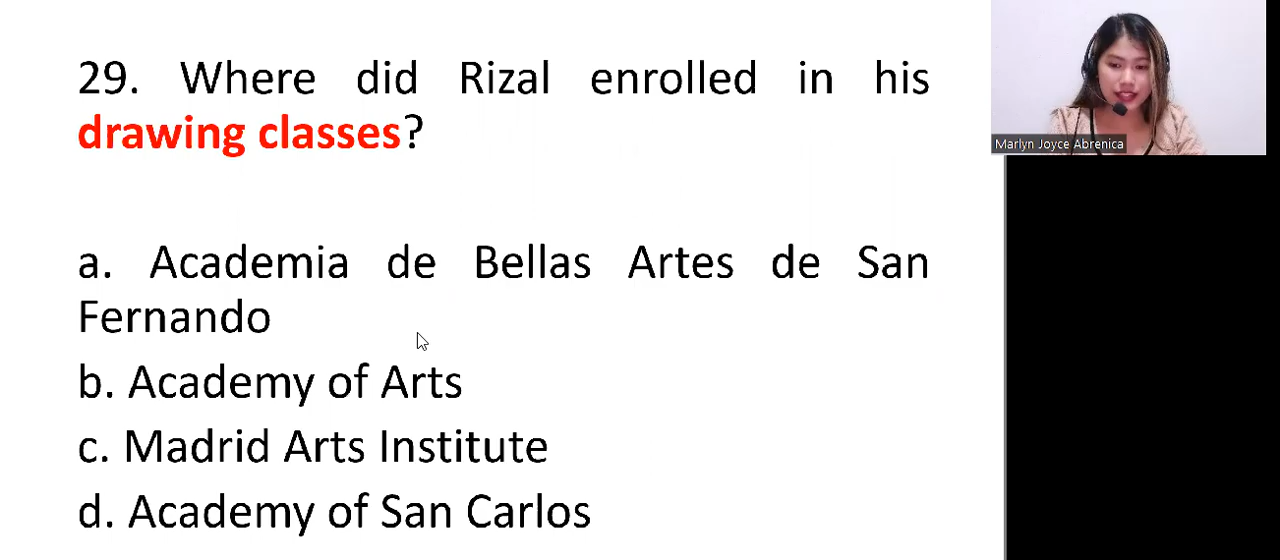 29. Where did Rizal enrolled in his
drawing classes?
a. Academia de Bellas Artes de San
Fernando
b. Academy of Arts
c. Madrid Arts Institute
d. Academy of San Carlos
Marlyn Joyce Abrenica